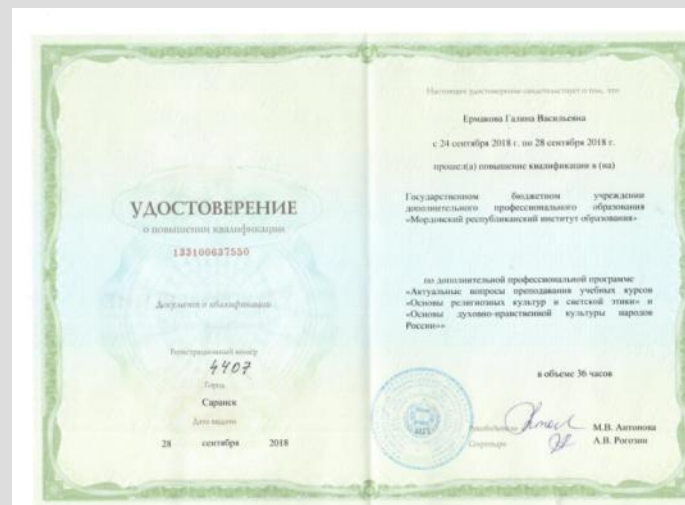 УДОСТОВЕРЕНИЕ
о повышении квалификации
133100637550
Документ о квалификации
Регистрационный номер
4407
Город
Саранск
Дата выдачи
28 сентября 2018
Настоящее удостоверение свидетельствует о том, что
Ермакова Галина Васильевна
с 24 сентября 2018 г. по 28 сентября 2018 г.
прошел(а) повышение квалификации в (на)
Государственном бюджетном учреждении
дополнительного профессионального образования
«Мордовский республиканский институт образования»
по дополнительной профессиональной программе
«Актуальные вопросы преподавания учебных курсов
«Основы религиозных культур и светской этики» и
«Основы духовно-нравственной культуры народов
России»»
в объеме 36 часов
Руководитель М.В. Антонова
Секретарь А.В. Рогозин